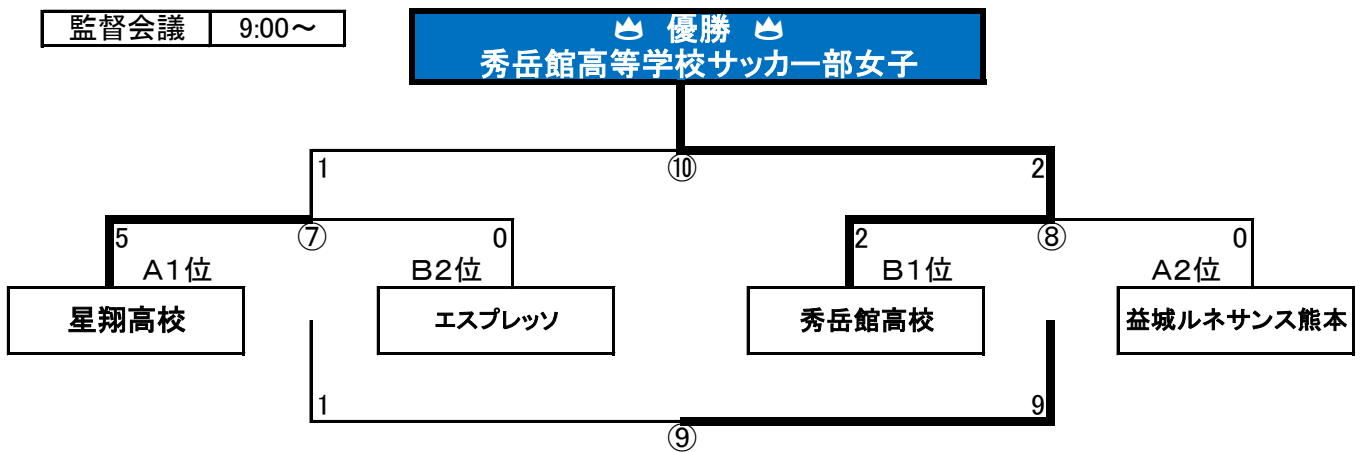 監督会議 9:00～
優勝
秀岳館高等学校サッカー部女子
1 ⑩ 2
5 ⑦ 0 2 ⑧ 0
A1位 B2位 B1位 A2位
星翔高校 エスプレッソ 秀岳館高校 益城ルネサンス熊本
1 ⑨ 9